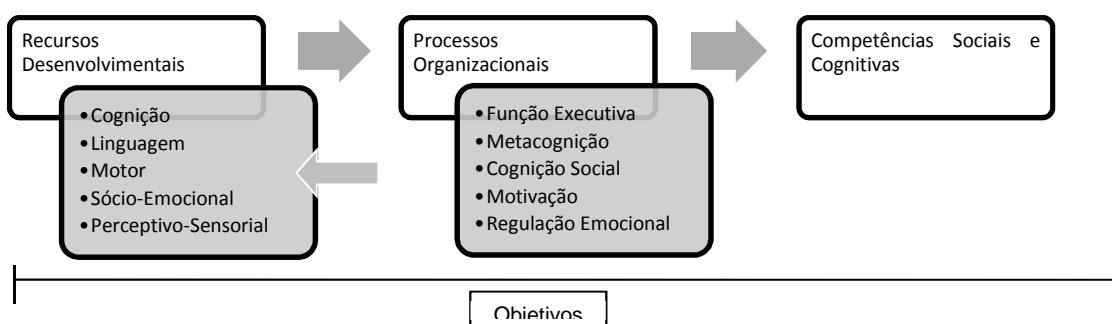 Recursos
Desenvolvimentais
•Cognição
•Linguagem
•Motor
•Sócio-Emocional
•Perceptivo-Sensorial
Processos
Organizacionais
•Função Executiva
•Metacognição
•Cognição Social
•Motivação
•Regulação Emocional
Competências Sociais e
Cognitivas
Objetivos